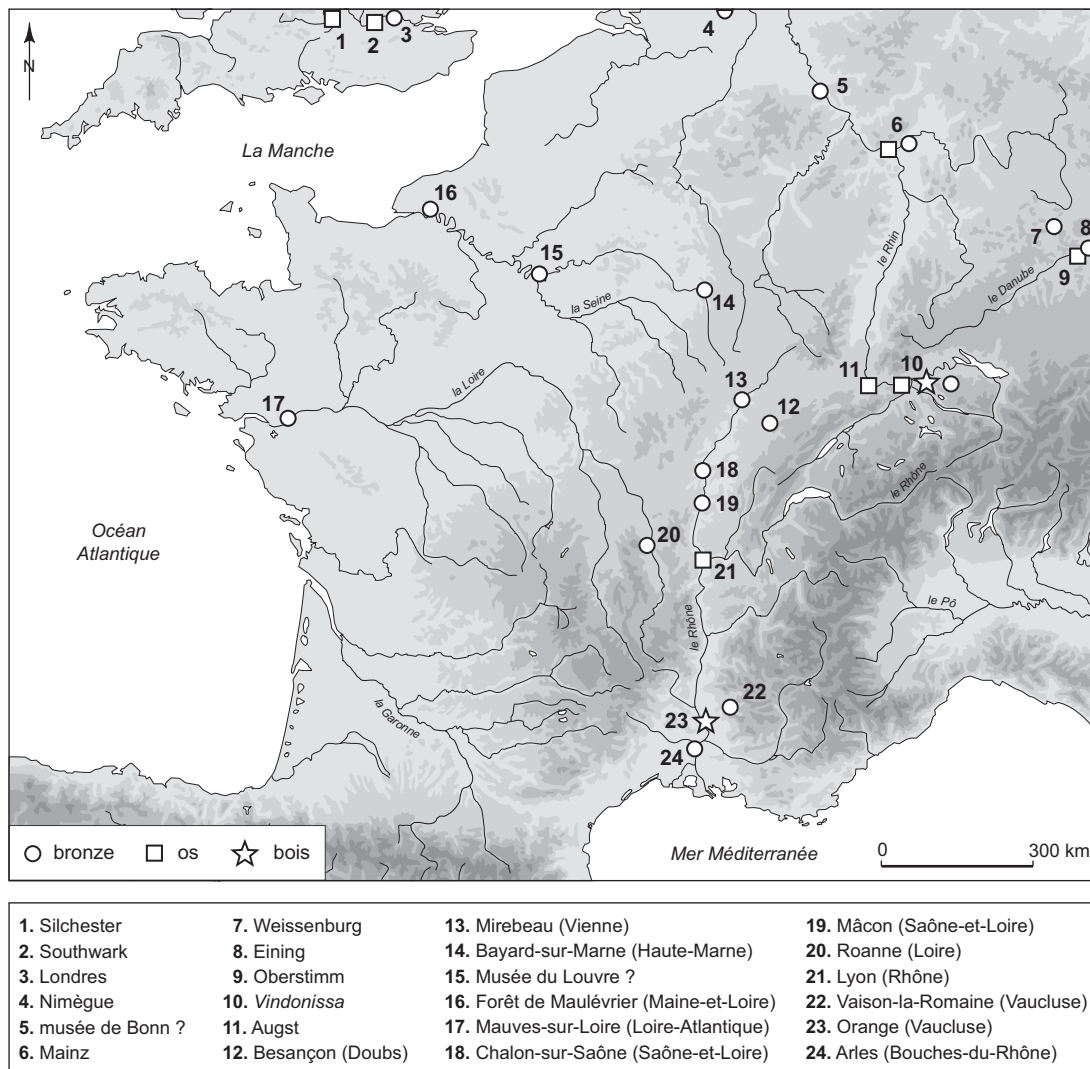 4
1
2
3
N
5
6
La Manche
16
7
8
le Rhin
15
9
le Danube
14
la Seine
10
11
13
la Loire
12
17
18
le Rhône
19
Océan
Atlantique
20
21
le Pô
le Rhône
22
la Garonne
23
24
bronze os bois
Mer Méditerranée
0 300 km
1. Silchester
2. Southwark
3. Londres
4. Nimègue
5. musée de Bonn ?
6. Mainz
7. Weissenburg
8. Eining
9. Oberstimm
10. Vindonissa
11. Augst
12. Besançon (Doubs)
13. Mirebeau (Vienne)
14. Bayard-sur-Marne (Haute-Marne)
15. Musée du Louvre ?
16. Forêt de Maulévrier (Maine-et-Loire)
17. Mauves-sur-Loire (Loire-Atlantique)
18. Chalon-sur-Saône (Saône-et-Loire)
19. Mâcon (Saône-et-Loire)
20. Roanne (Loire)
21. Lyon (Rhône)
22. Vaison-la-Romaine (Vaucluse)
23. Orange (Vaucluse)
24. Arles (Bouches-du-Rhône)